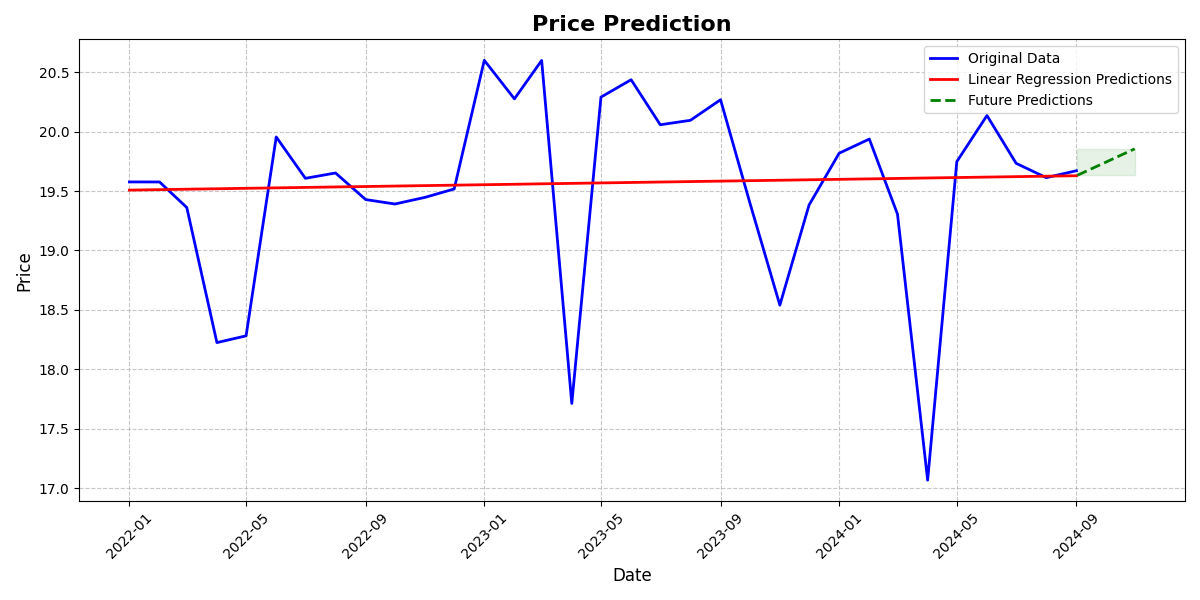 Price Prediction
Original Data
Linear Regression Predictions
Future Predictions
Price
20.5
20.0
19.5
19.0
18.5
18.0
17.5
17.0
2022-01
2022-05
2022-09
2023-01
2023-05
2023-09
2024-01
2024-05
2024-09
Date